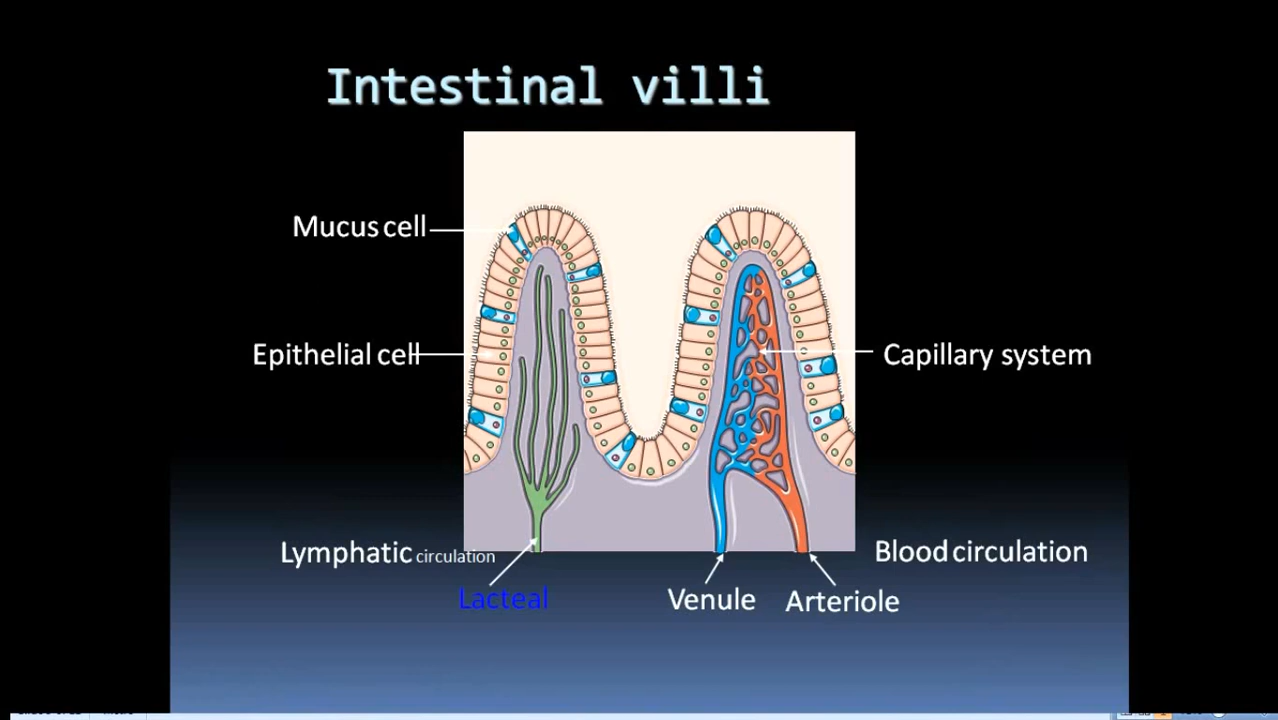 Intestinal villi
Mucus cell
Epithelial cell
Capillary system
Lymphatic circulation
Blood circulation
Lacteal
Venule
Arteriole